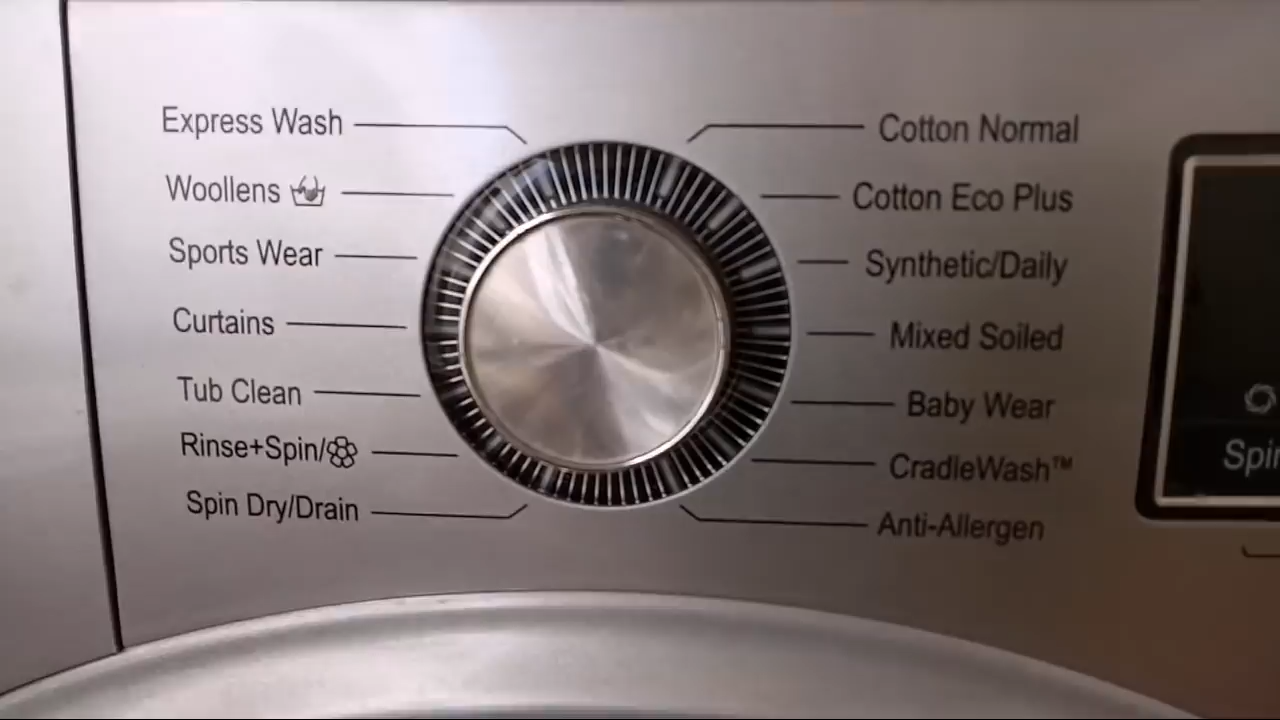 Express Wash
Woollens
Sports Wear
Curtains
Tub Clean
Rinse+Spin/
Spin Dry/Drain
Cotton Normal
Cotton Eco Plus
Synthetic/Daily
Mixed Soiled
Baby Wear
CradleWash™
Anti-Allergen
Spin